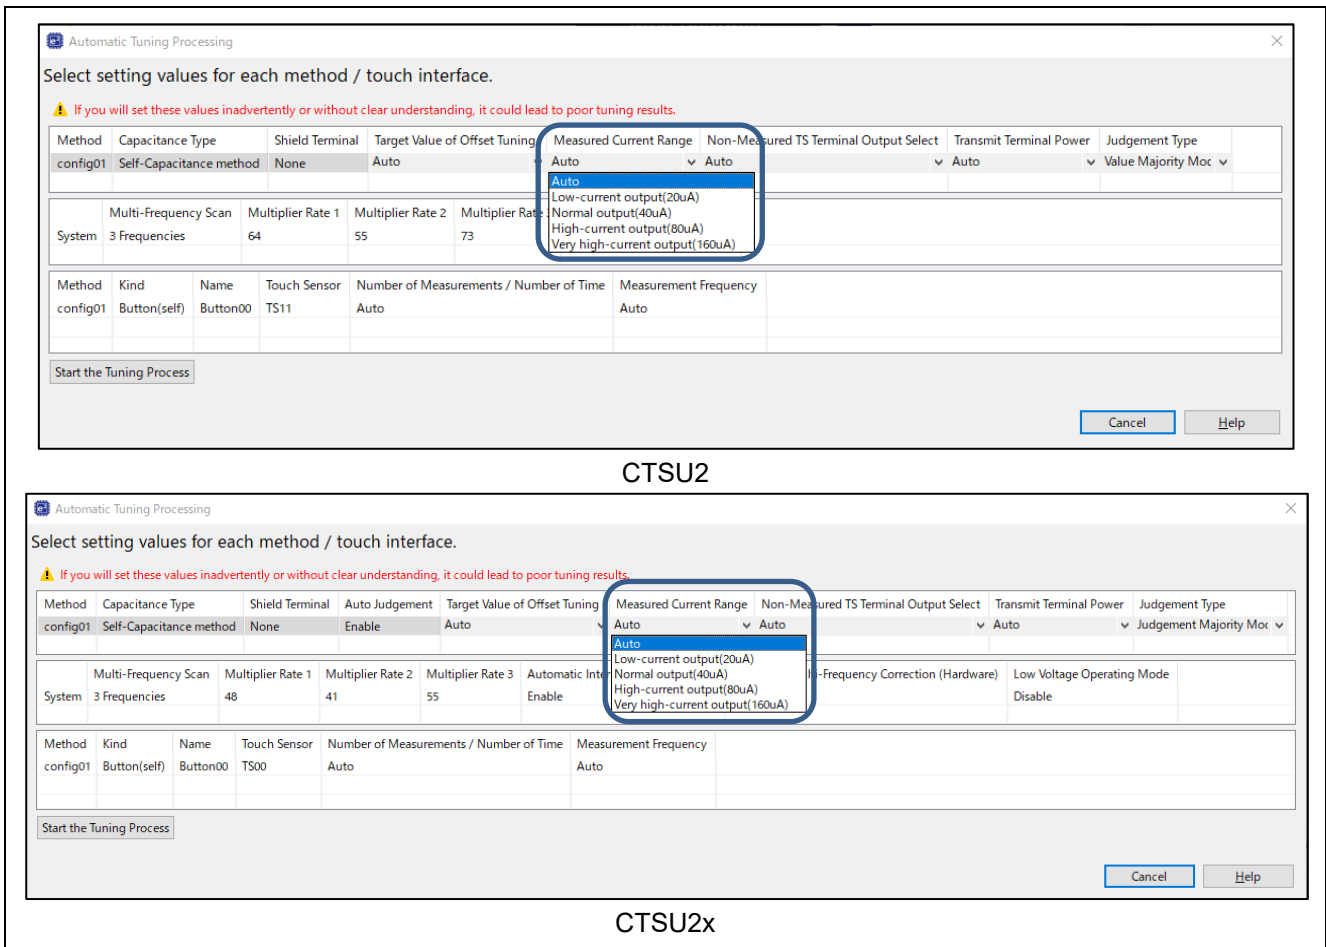 Automatic Tuning Processing
Select setting values for each method / touch interface.
If you will set these values inadvertently or without clear understanding, it could lead to poor tuning results.
Method Capacitance Type Shield Terminal Target Value of Offset Tuning Measured Current Range Non-Measured TS Terminal Output Select Transmit Terminal Power Judgement Type
config01 Self-Capacitance method None Auto Auto Auto Auto Value Majority Moc
Auto
Low-current output(20uA)
Normal output(40uA)
High-current output(80uA)
Very high-current output(160uA)
Multi-Frequency Scan Multiplier Rate 1 Multiplier Rate 2 Multiplier Rate
System 3 Frequencies 64 55 73
Method Kind Name Touch Sensor Number of Measurements / Number of Time Measurement Frequency
config01 Button(self) Button00 TS11 Auto Auto
Start the Tuning Process
Cancel Help
CTSU2
Automatic Tuning Processing
Select setting values for each method / touch interface.
If you will set these values inadvertently or without clear understanding, it could lead to poor tuning results.
Method Capacitance Type Shield Terminal Auto Judgement Target Value of Offset Tuning Measured Current Range Non-Measured TS Terminal Output Select Transmit Terminal Power Judgement Type
config01 Self-Capacitance method None Enable Auto Auto Auto Auto Judgement Majority Moc
Auto
Low-current output(20uA)
Normal output(40uA)
High-current output(80uA)
Very high-current output(160uA)
Multi-Frequency Scan Multiplier Rate 1 Multiplier Rate 2 Multiplier Rate 3 Automatic -Frequency Correction (Hardware) Low Voltage Operating Mode
System 3 Frequencies 48 41 55 Enable Disable
Method Kind Name Touch Sensor Number of Measurements / Number of Time Measurement Frequency
config01 Button(self) Button00 TS00 Auto Auto
Start the Tuning Process
Cancel Help
CTSU2x